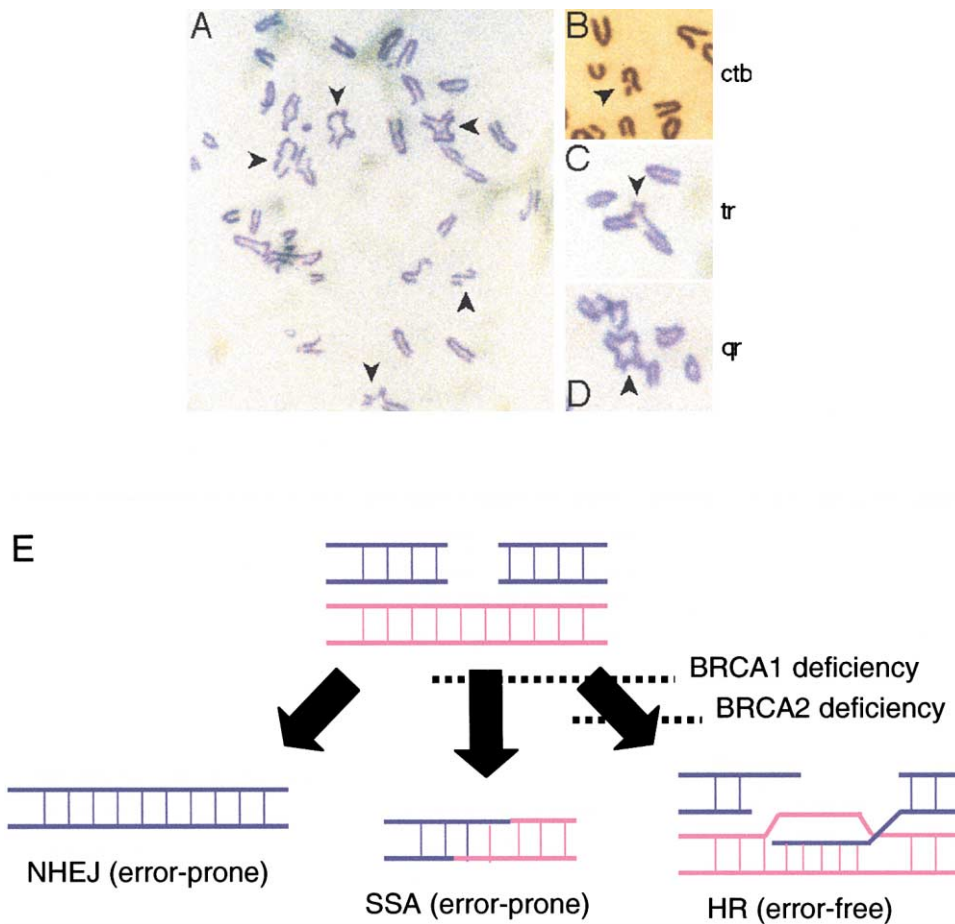 A
B
ctb
C
tr
qr
D
E
BRCA1 deficiency
BRCA2 deficiency
NHEJ (error-prone)
SSA (error-prone)
HR (error-free)